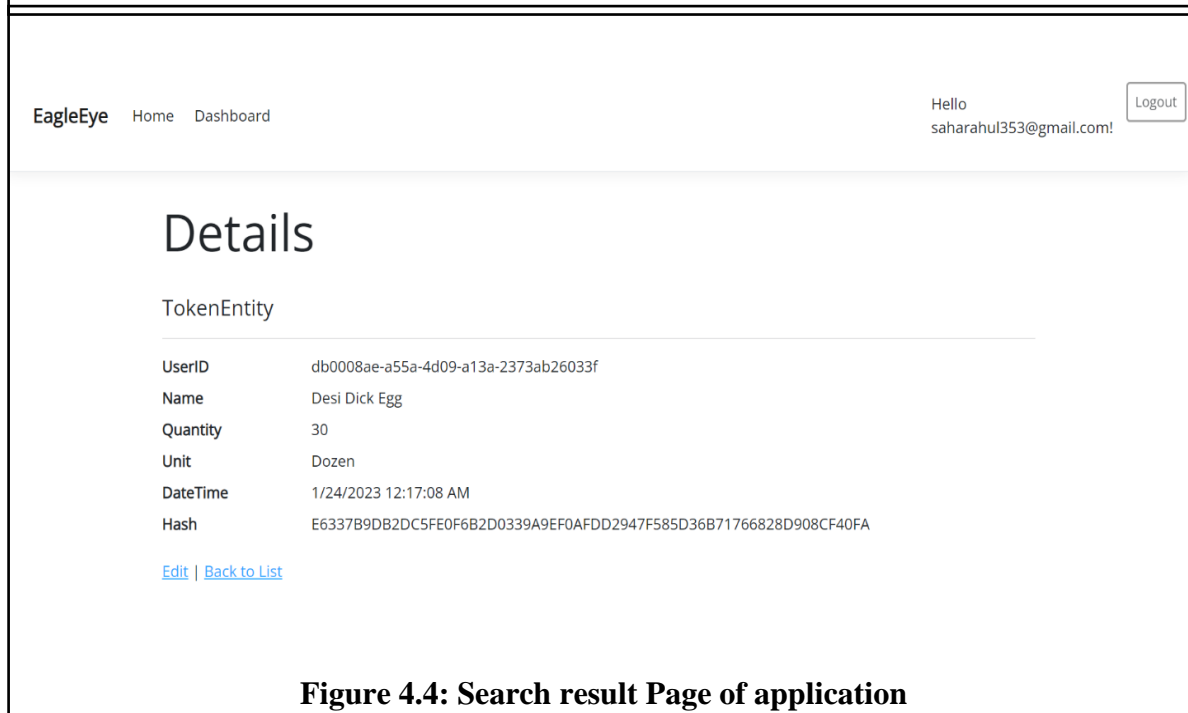 EagleEye Home Dashboard
Hello
saharahul353@gmail.com!
Logout
Details
TokenEntity
UserID db0008ae-a55a-4d09-a13a-2373ab26033f
Name Desi Dick Egg
Quantity 30
Unit Dozen
DateTime 1/24/2023 12:17:08 AM
Hash E6337B9DB2DC5FE0F6B2D0339A9EF0AFDD2947F585D36B71766828D908CF40FA
Edit | Back to List
Figure 4.4: Search result Page of application